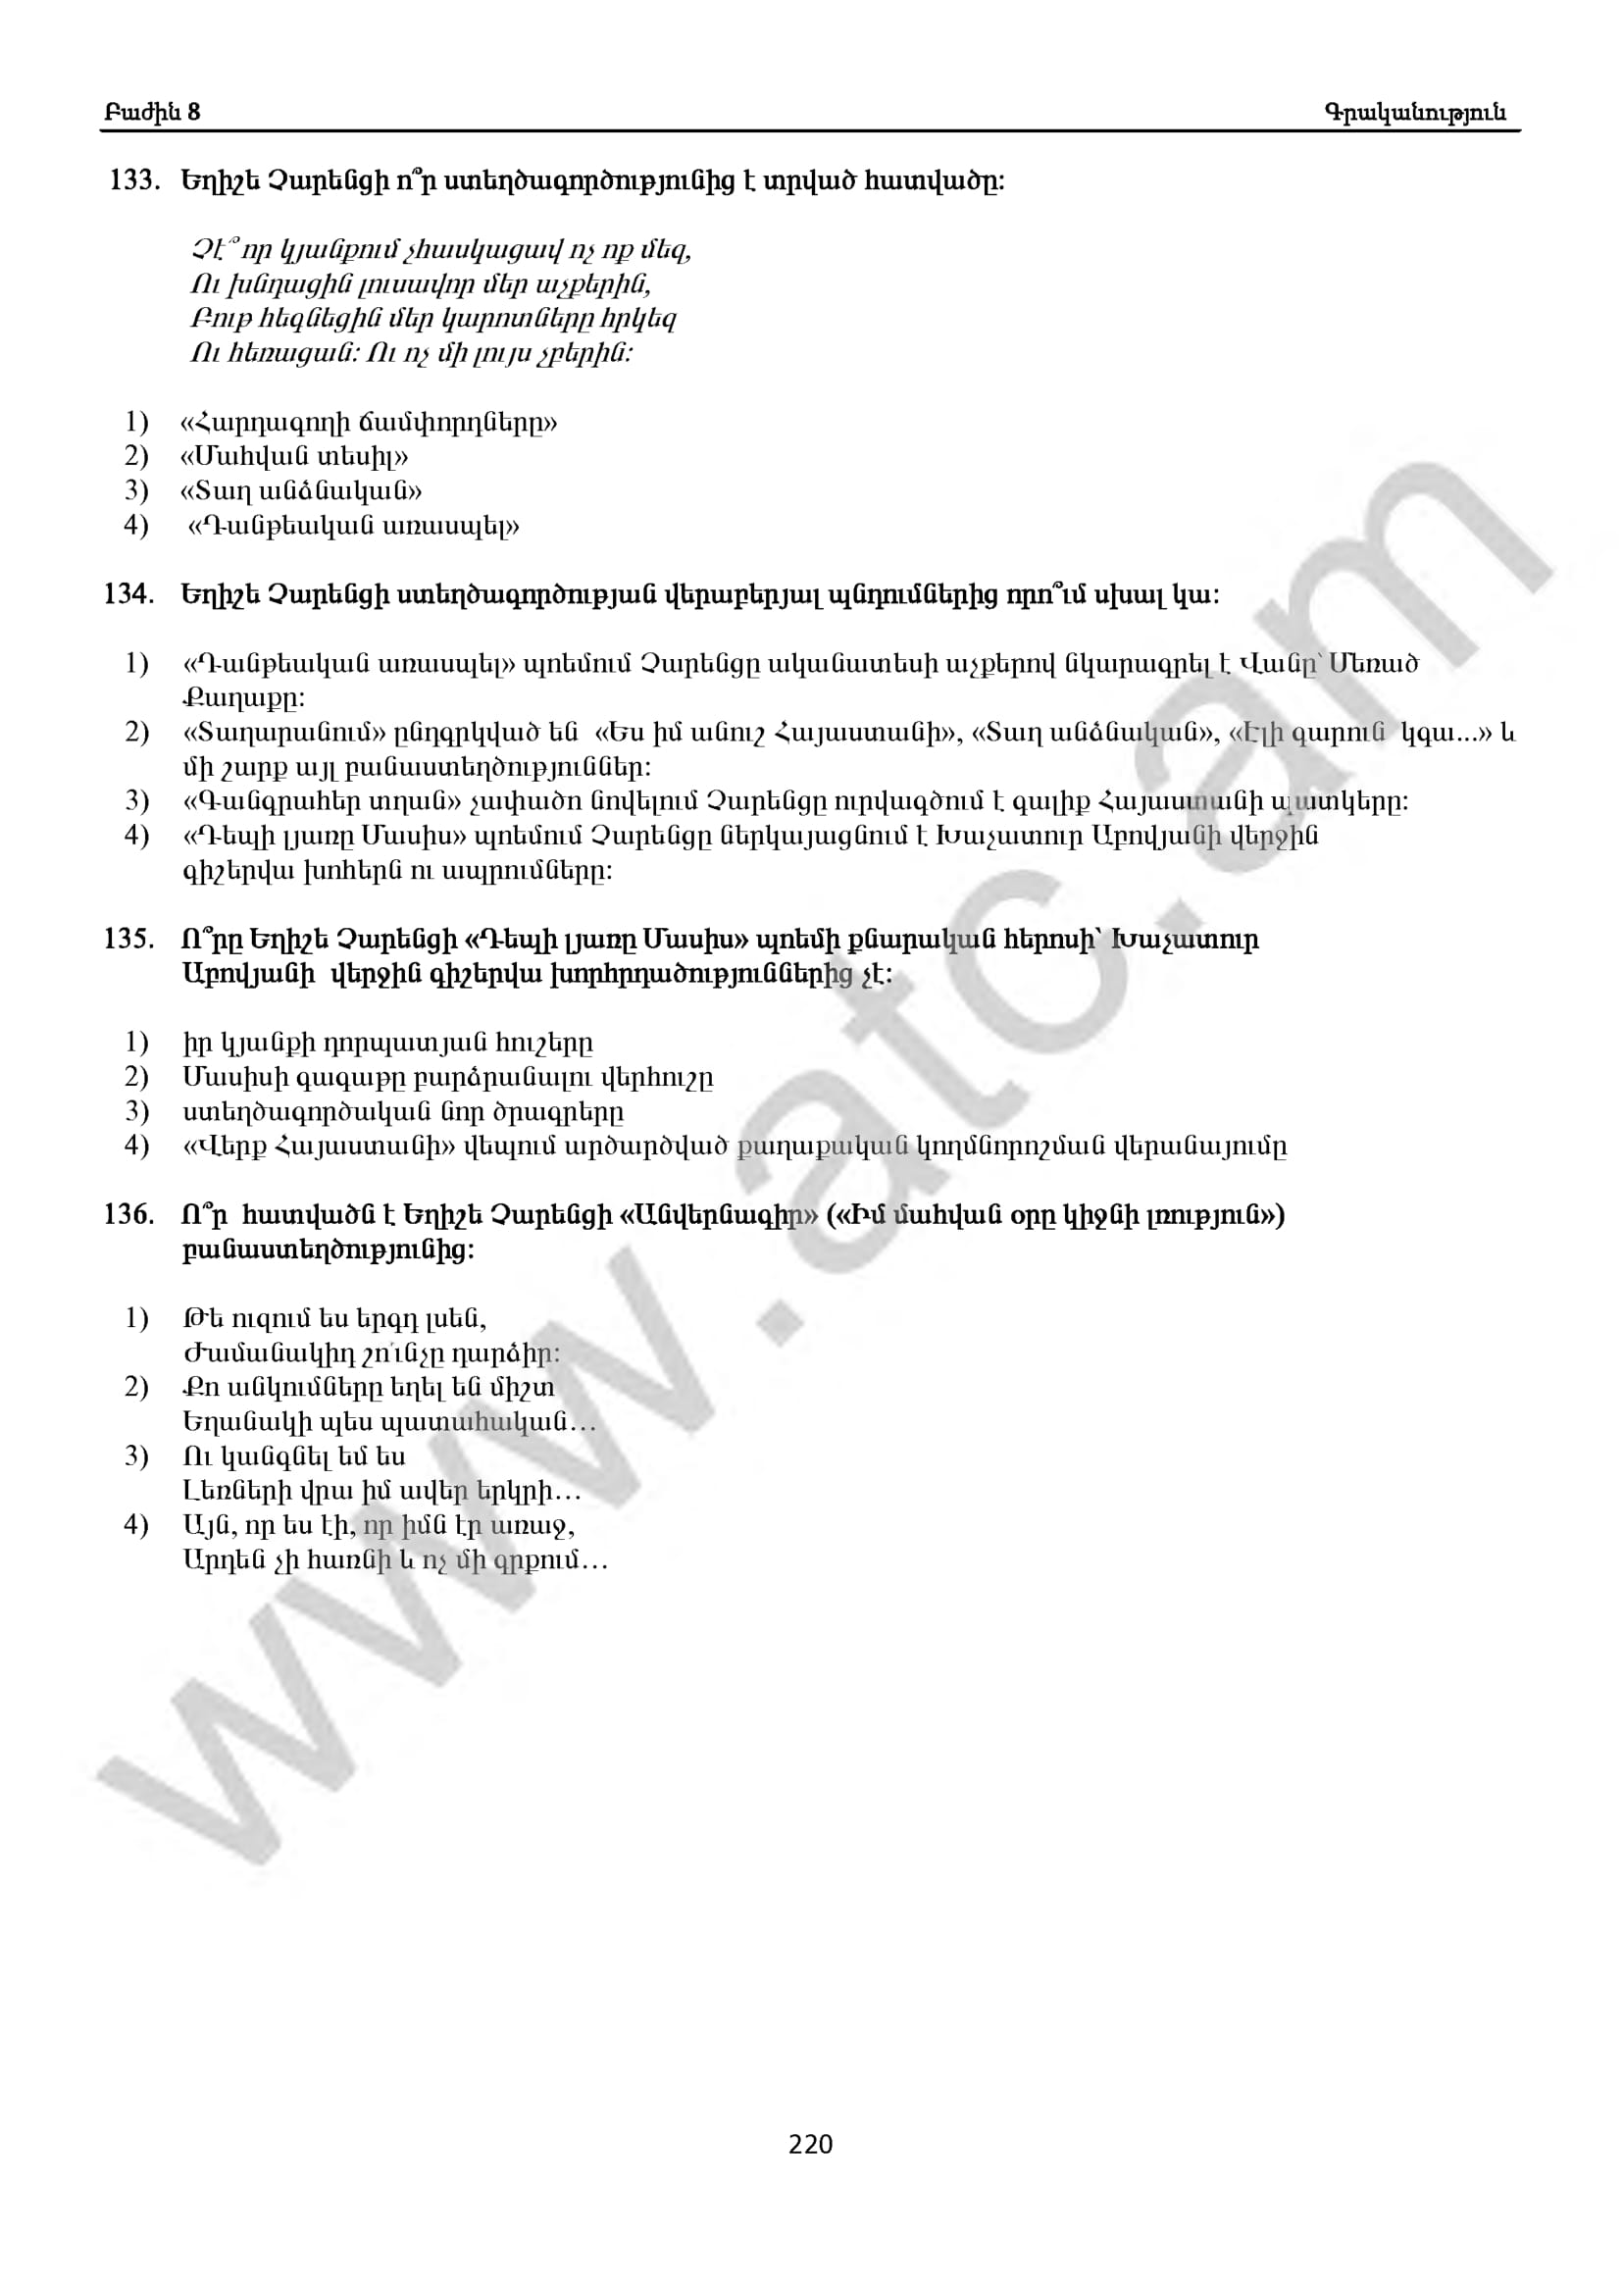 Բաժին 8
Գրականություն
133. Եղիշե Չարենցի ո՞ր ստեղծագործությունից է տրված հատվածը:
Չէ՞ որ կյանքում չհասկացավ ոչ ոք մեզ,
Ու խնդացին լուսավոր մեր աչքերին,
Բութ հեգնեցին մեր կարոտները հրկեզ
Ու հեռացան: Ու ոչ մի լույս չբերին:
1) «Հարդագողի ճամփորդները»
2) «Մահվան տեսիլ»
3) «Տաղ անձնական»
4) «Դանթեական առասպել»
134. Եղիշե Չարենցի ստեղծագործության վերաբերյալ պնդումներից որո՞ւմ սխալ կա:
1) «Դանթեական առասպել» պոեմում Չարենցը ականատեսի աչքերով նկարագրել է Վանը՝ Մեռած
Քաղաքը:
2) «Տաղարանում» ընդգրկված են «Ես իմ անուշ Հայաստանի», «Տաղ անձնական», «Էլի գարուն կգա...» և
մի շարք այլ բանաստեղծություններ:
3) «Գանգրահեր տղան» չափածո նովելում Չարենցը ուրվագծում է գալիք Հայաստանի պատկերը:
4) «Դեպի լյառը Մասիս» պոեմում Չարենցը ներկայացնում է Խաչատուր Աբովյանի վերջին
գիշերվա խոհերն ու ապրումները:
135. Ո՞րը Եղիշե Չարենցի «Դեպի լյառը Մասիս» պոեմի քնարական հերոսի՝ Խաչատուր
Աբովյանի վերջին գիշերվա խորհրդածություններից չէ:
1) իր կյանքի դորպատյան հուշերը
2) Մասիսի գագաթը բարձրանալու վերհուշը
3) ստեղծագործական նոր ծրագրերը
4) «Վերք Հայաստանի» վեպում արծարծված քաղաքական կողմնորոշման վերանայումը
136. Ո՞ր հատվածն է Եղիշե Չարենցի «Անվերնագիր» («Իմ մահվան օրը կիջնի լռություն»)
բանաստեղծությունից:
1) Թե ուզում ես երգդ լսեն,
Ժամանակիդ շո՛ւնչը դարձիր:
2) Քո անկումները եղել են միշտ
Եղանակի պես պատահական…
3) Ու կանգնել եմ ես
Լեռների վրա իմ ավեր երկրի…
4) Այն, որ ես էի, որ իմն էր առաջ,
Արդեն չի հառնի և ոչ մի գրքում…
www.atc.am
220